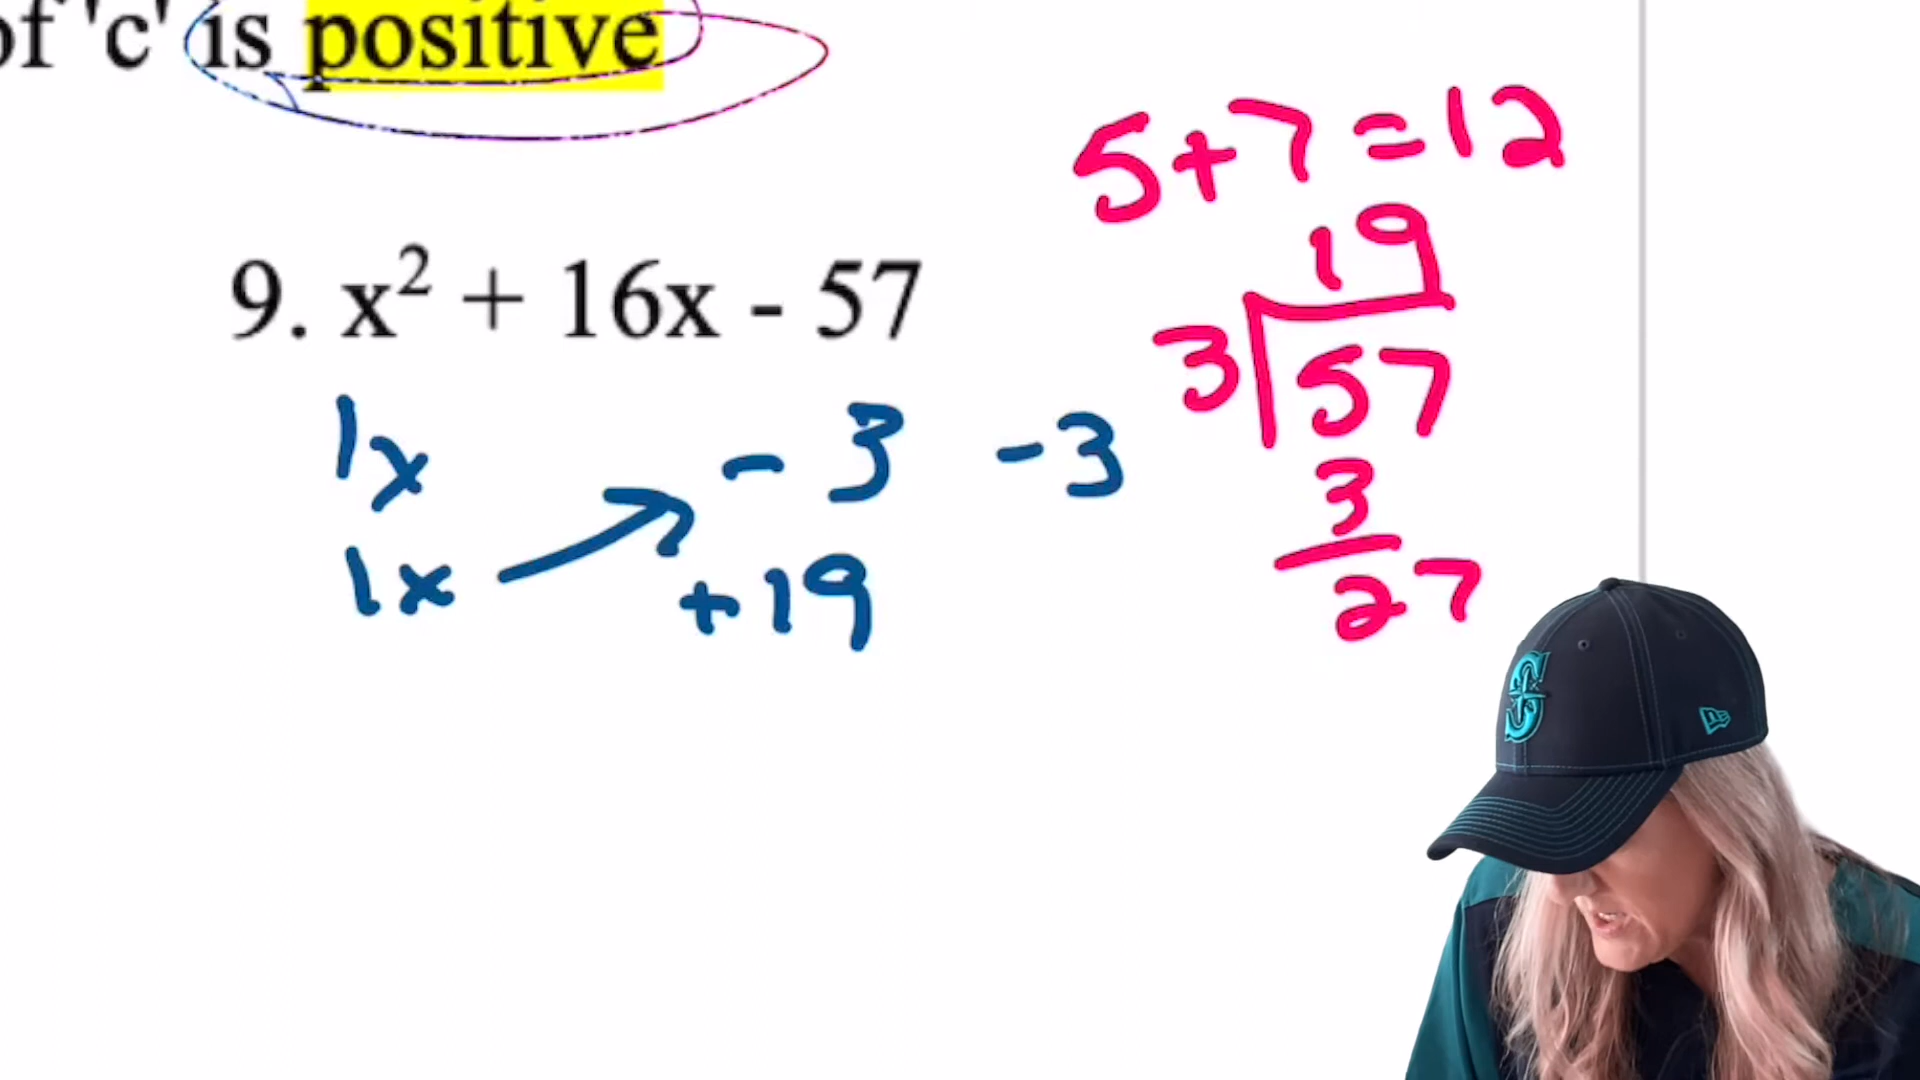 of 'c' is positive
5+7=12
9. x² + 16x - 57
19
3 57
1x - 3 -3
3
1x +19
27
S